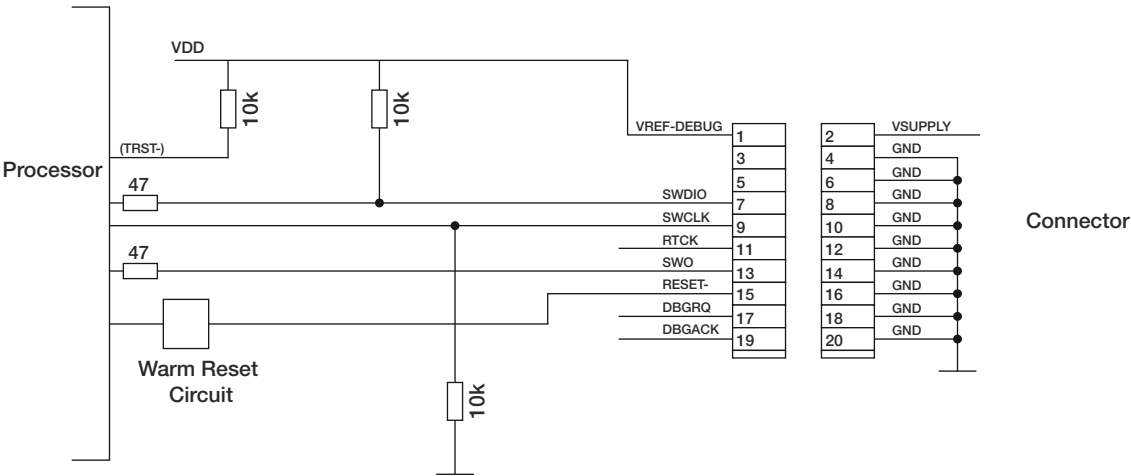 VDD
10k
10k
VREF-DEBUG
1
2
VSUPPLY
(TRST-)
3
4
GND
Processor
5
6
GND
47
SWDIO
7
8
GND
SWCLK
9
10
GND
Connector
RTCK
11
12
GND
47
SWO
13
14
GND
RESET-
15
16
GND
DBGRQ
17
18
GND
DBGACK
19
20
GND
Warm Reset
Circuit
10k